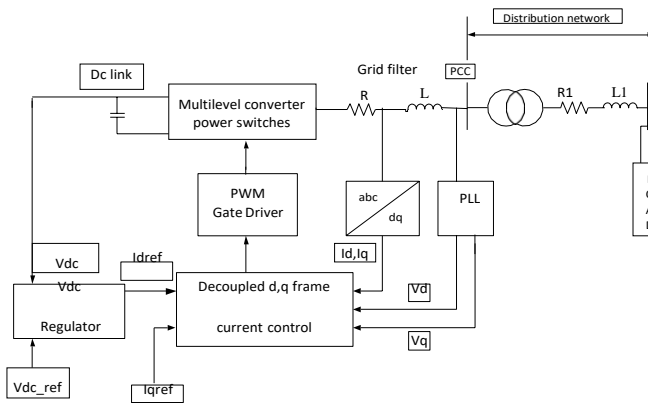 Distribution network
Dc link
Grid filter
PCC
Multilevel converter
power switches
R
L
R1
L1
PWM
Gate Driver
abc
dq
PLL
Id,Iq
Vdc
Idref
Vdc
Regulator
Decoupled d,q frame
current control
Vd
Vq
Vdc_ref
Iqref